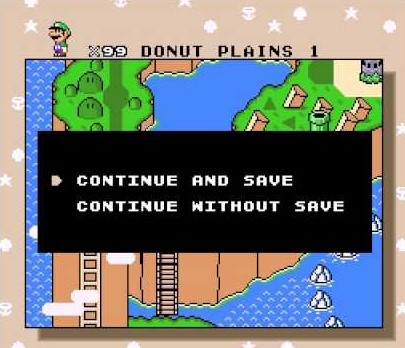 X99 DONUT PLAINS 1
CONTINUE AND SAVE
CONTINUE WITHOUT SAVE